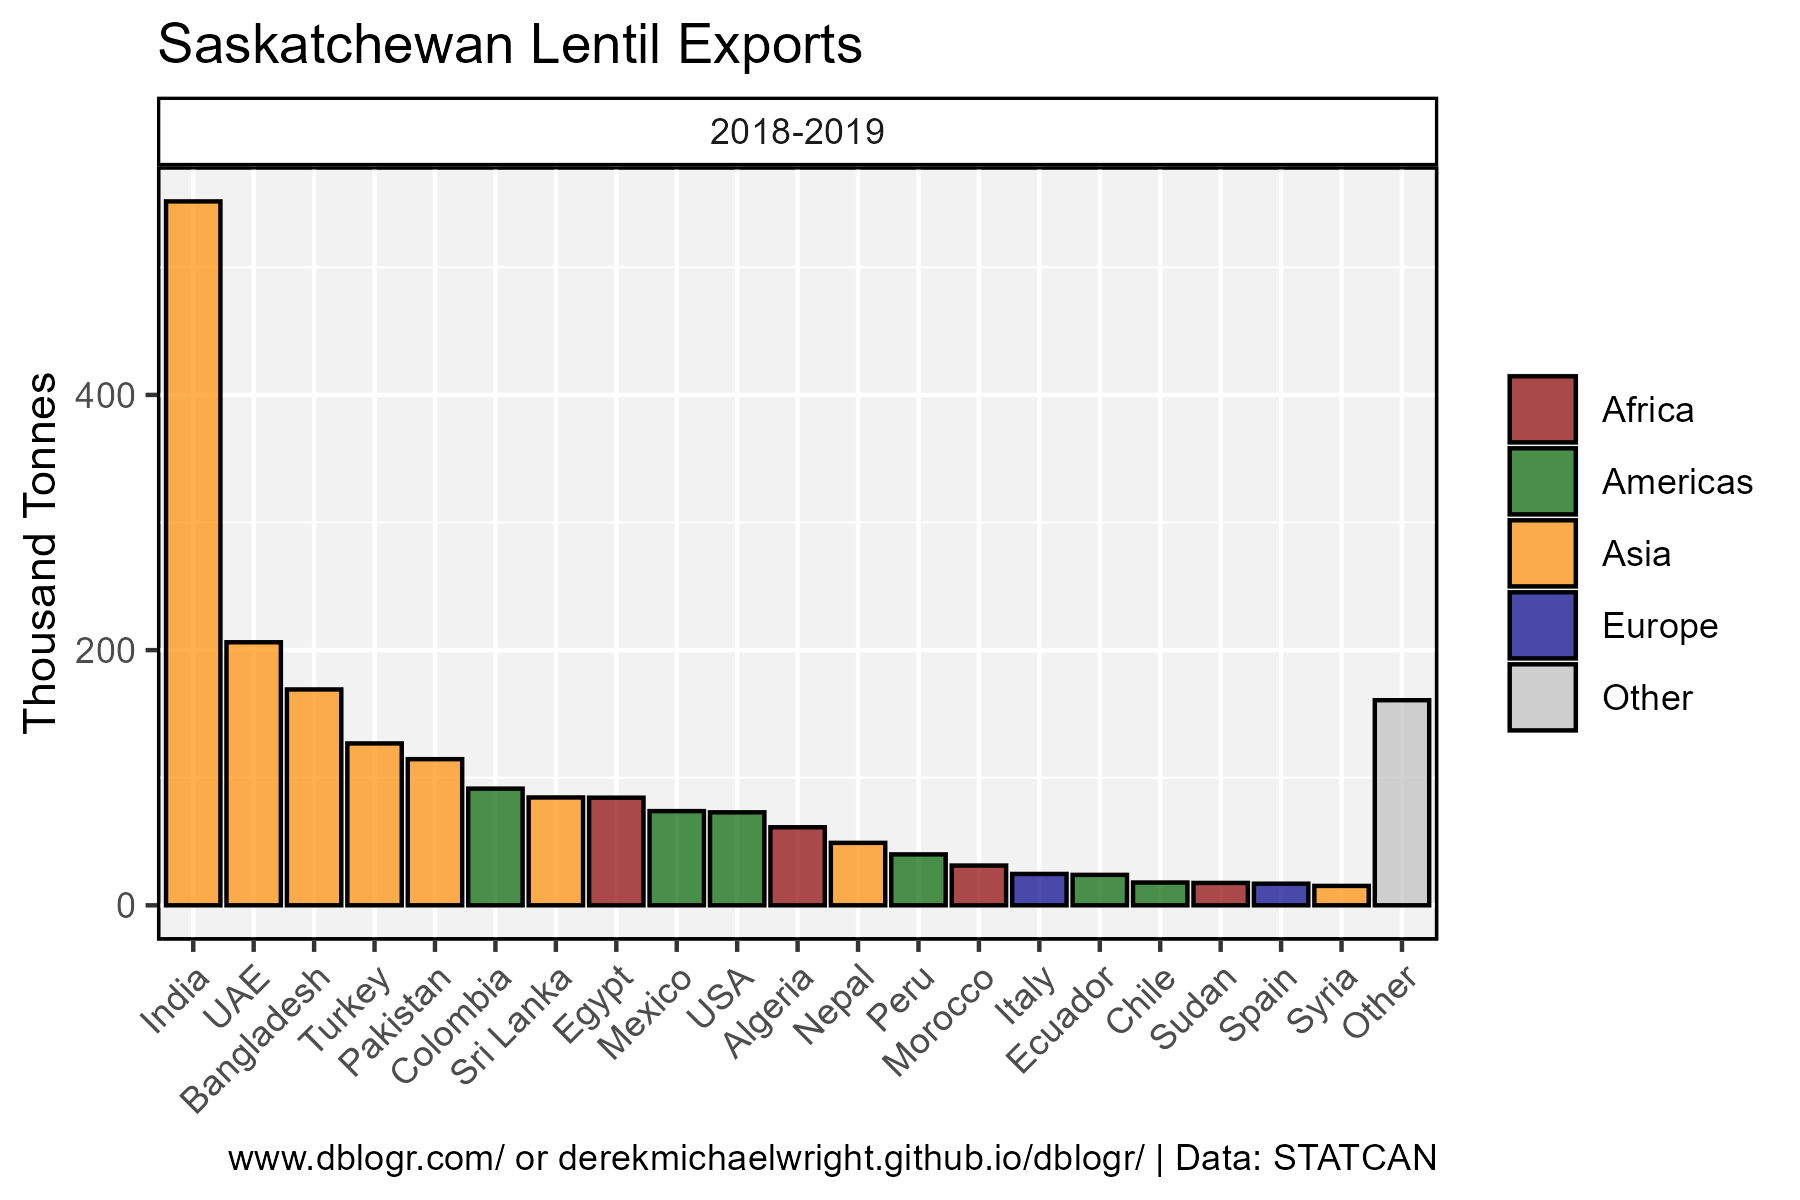 Saskatchewan Lentil Exports
2018-2019
Thousand Tonnes
400
200
0
India
UAE
Bangladesh
Turkey
Pakistan
Colombia
Sri Lanka
Egypt
Mexico
USA
Algeria
Nepal
Peru
Morocco
Italy
Ecuador
Chile
Sudan
Spain
Syria
Other
Africa
Americas
Asia
Europe
Other
www.dblogr.com/ or derekmichaelwright.github.io/dblogr/ | Data: STATCAN